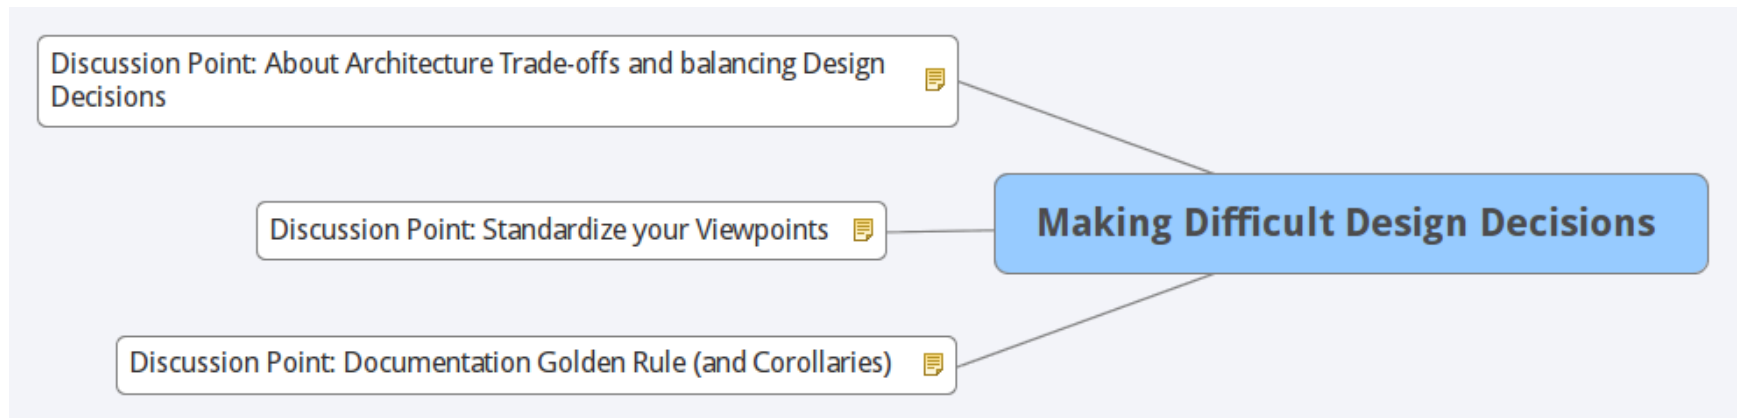 Discussion Point: About Architecture Trade-offs and balancing Design
Decisions
Discussion Point: Standardize your Viewpoints
Making Difficult Design Decisions
Discussion Point: Documentation Golden Rule (and Corollaries)